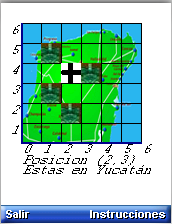 6
5
4
3
2
1
0 1 2 3 4 5 6
Posicion (2,3)
Estas en Yucatán
Salir Instrucciones